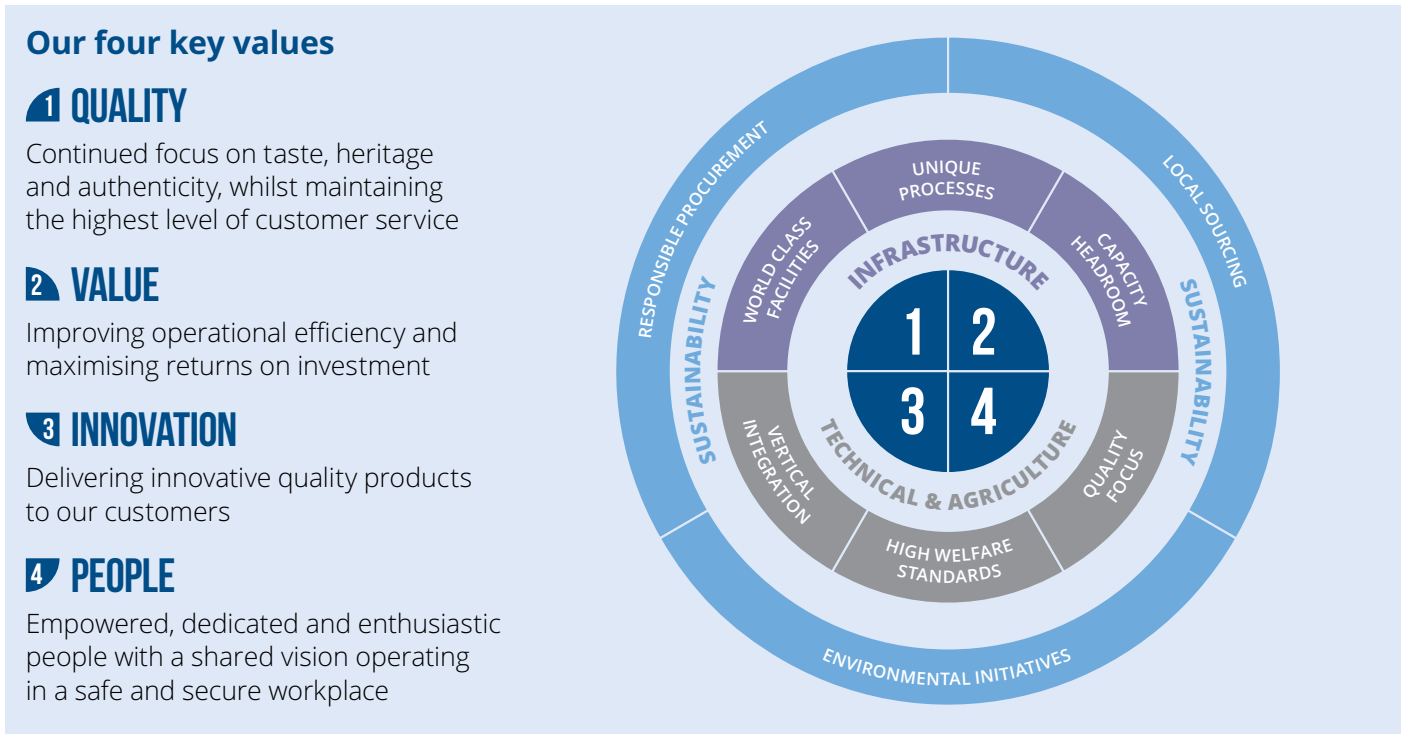 Our four key values
1 QUALITY
Continued focus on taste, heritage
and authenticity, whilst maintaining
the highest level of customer service
2 VALUE
Improving operational efficiency and
maximising returns on investment
3 INNOVATION
Delivering innovative quality products
to our customers
4 PEOPLE
Empowered, dedicated and enthusiastic
people with a shared vision operating
in a safe and secure workplace
RESPONSIBLE PROCUREMENT
LOCAL SOURCING
ENVIRONMENTAL INITIATIVES
SUSTAINABILITY
SUSTAINABILITY
WORLD CLASS
FACILITIES
UNIQUE
PROCESSES
CAPACITY
HEADROOM
INFRASTRUCTURE
1 2
3 4
TECHNICAL & AGRICULTURE
VERTICAL
INTEGRATION
HIGH WELFARE
STANDARDS
QUALITY
FOCUS